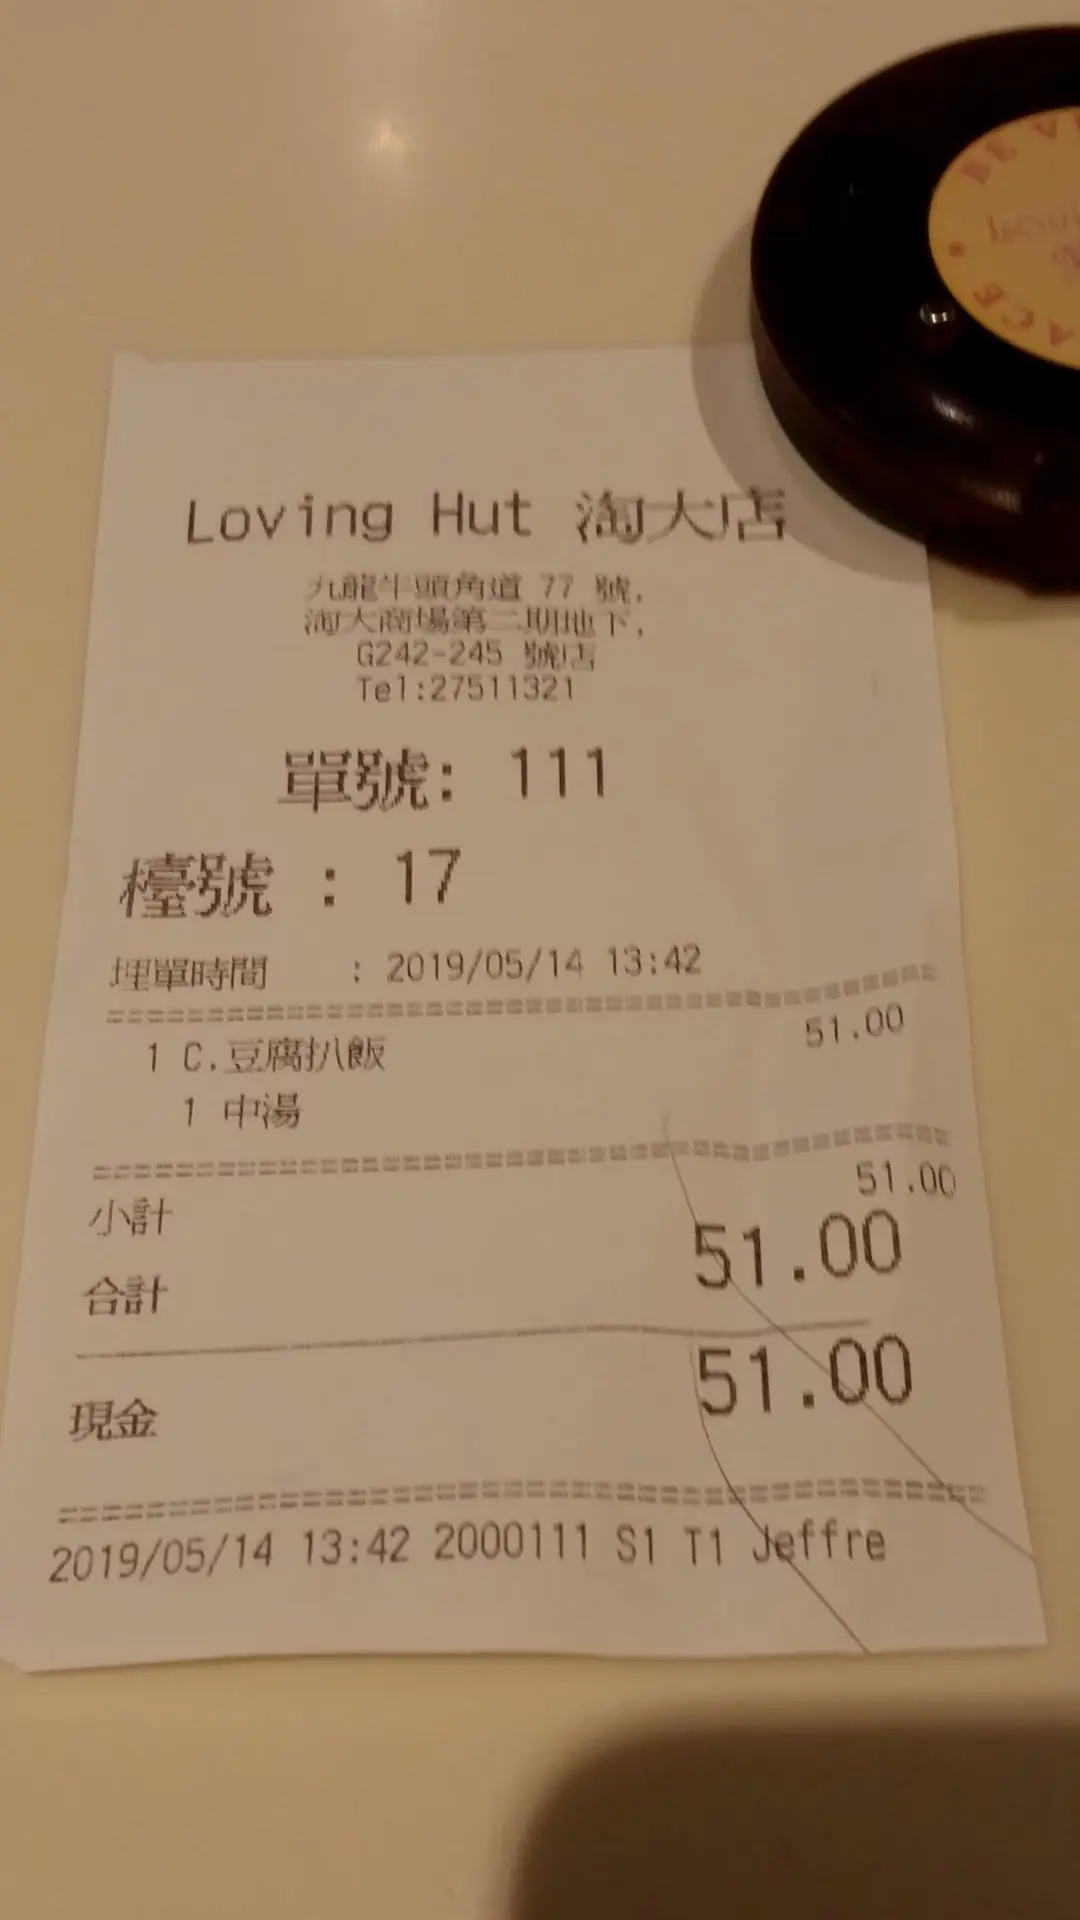 Loving Hut 淘大店
九龍牛頭角道 77 號,
淘大商場第二期地下,
G242-245 號店
Tel:27511321
單號: 111
檯號 : 17
埋單時間 : 2019/05/14 13:42
1 C.豆腐扒飯 51.00
1 中湯
小計 51.00
合計 51.00
現金 51.00
2019/05/14 13:42 2000111 S1 T1 Jeffre
BE